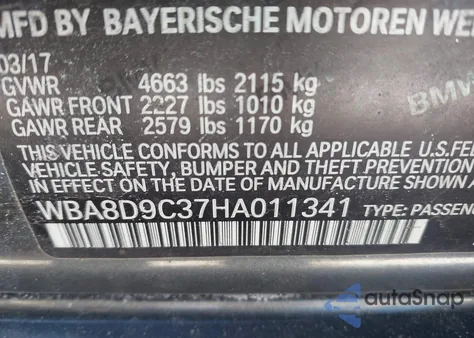 MFD BY BAYERISCHE MOTOREN WE
03/17
GVWR 4663 lbs 2115 kg
GAWR FRONT 2227 lbs 1010 kg
GAWR REAR 2579 lbs 1170 kg
BMW
THIS VEHICLE CONFORMS TO ALL APPLICABLE U.S. FE
VEHICLE SAFETY, BUMPER AND THEFT PREVENTION
IN EFFECT ON THE DATE OF MANUFACTURE SHOWN A
WBA8D9C37HA011341 TYPE: PASSEN
autoSnap